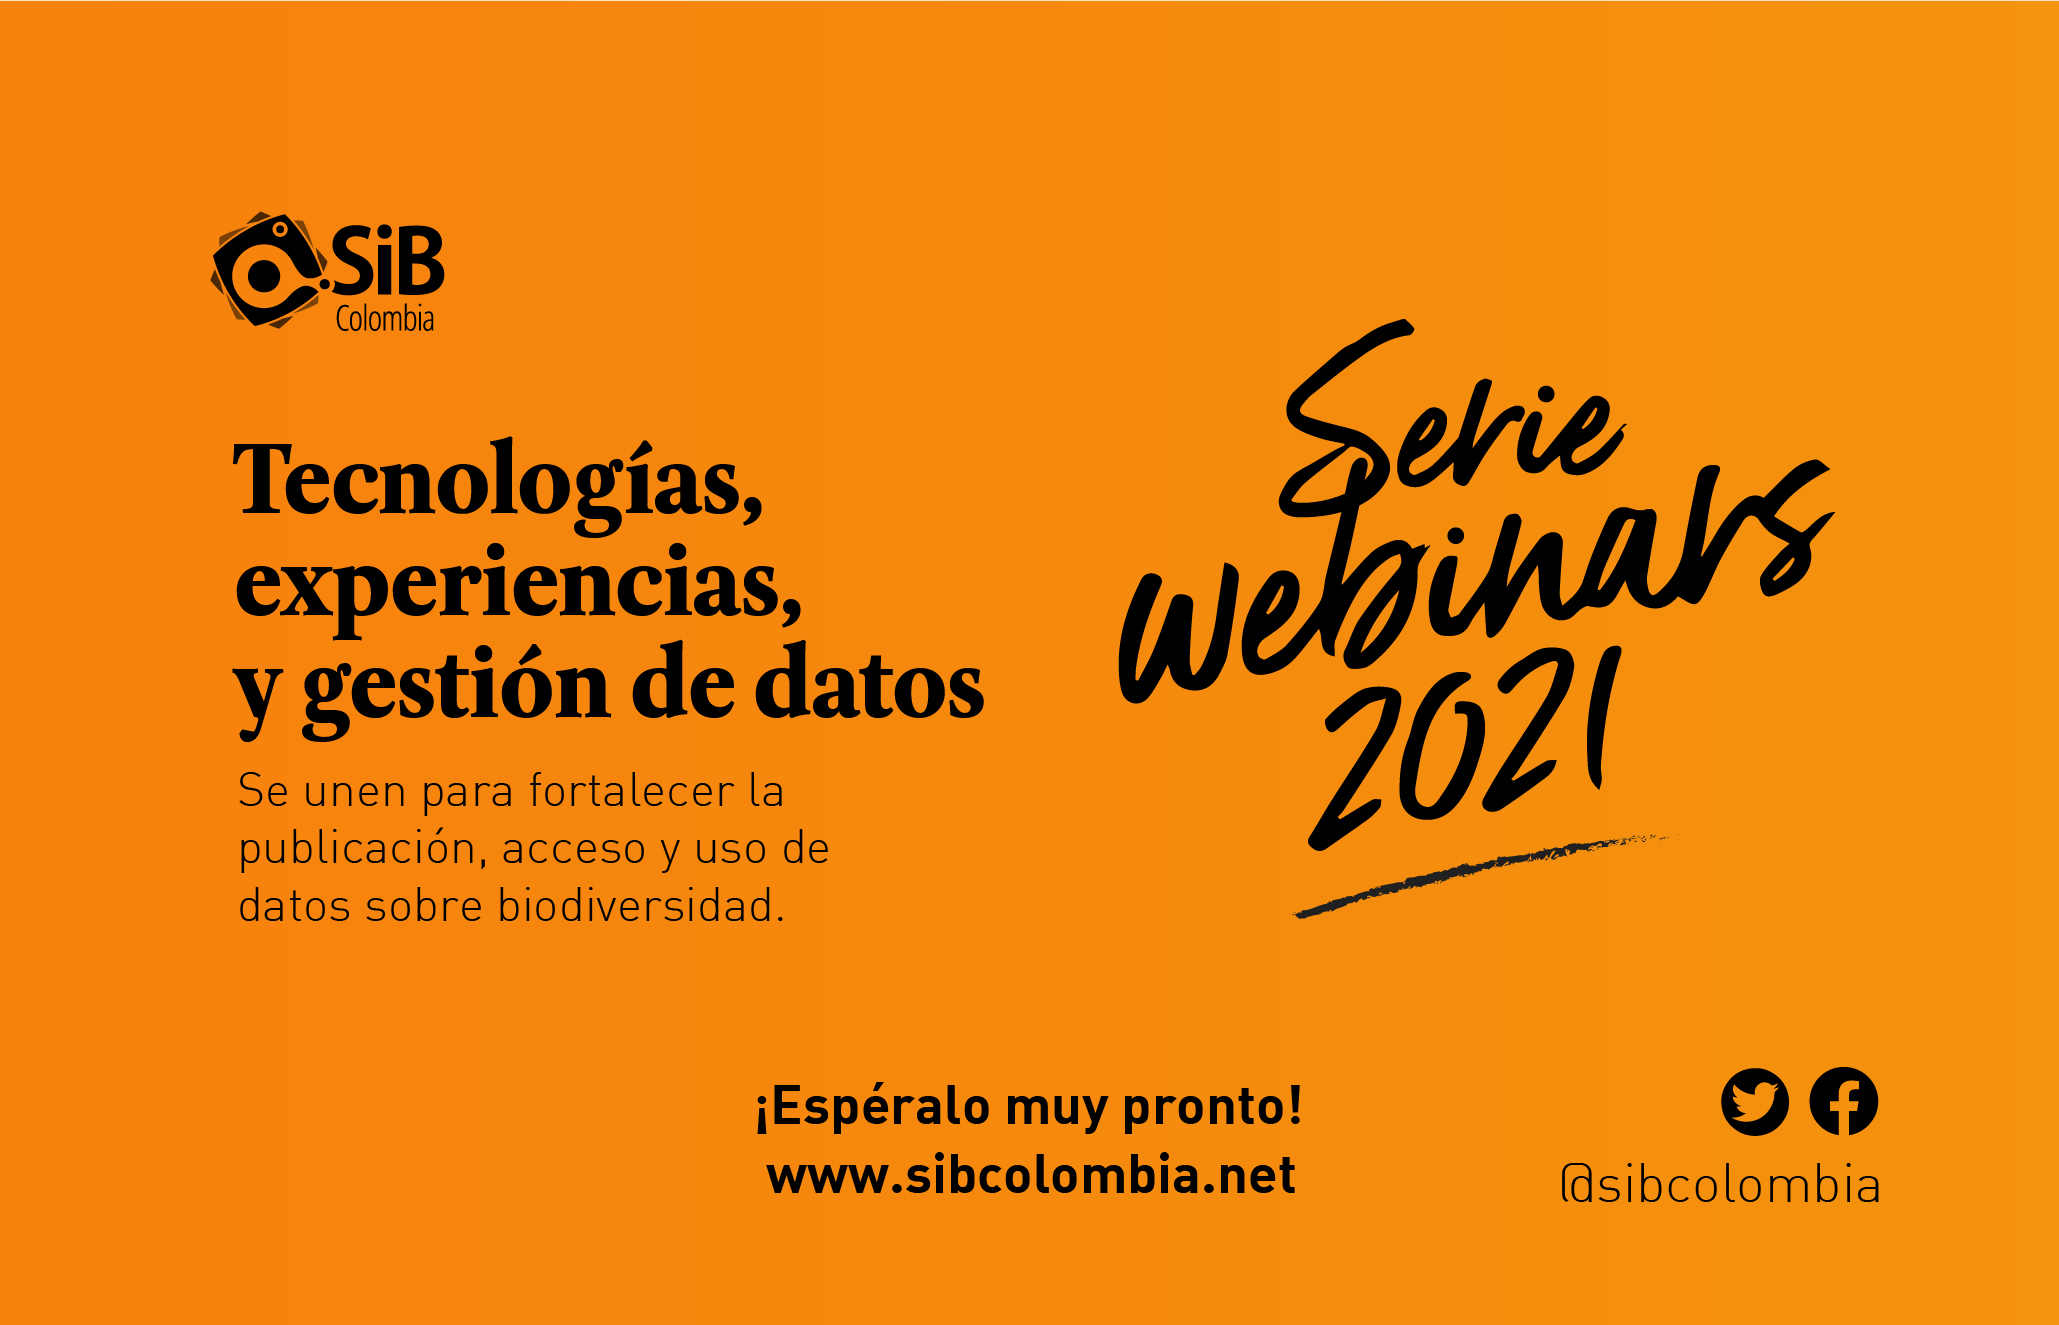 SiB
Colombia
Tecnologías,
experiencias,
y gestión de datos
Se unen para fortalecer la
publicación, acceso y uso de
datos sobre biodiversidad.
Serie
webinars
2021
¡Espéralo muy pronto!
www.sibcolombia.net
@sibcolombia